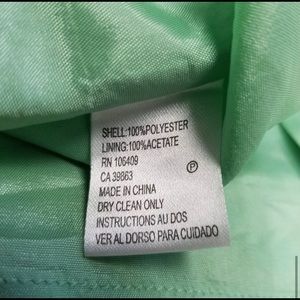 SHELL:100%POLYESTER
LINING:100%ACETATE
RN 106409
CA 39863
P
MADE IN CHINA
DRY CLEAN ONLY
INSTRUCTIONS AU DOS
VER AL DORSO PARA CUIDADO